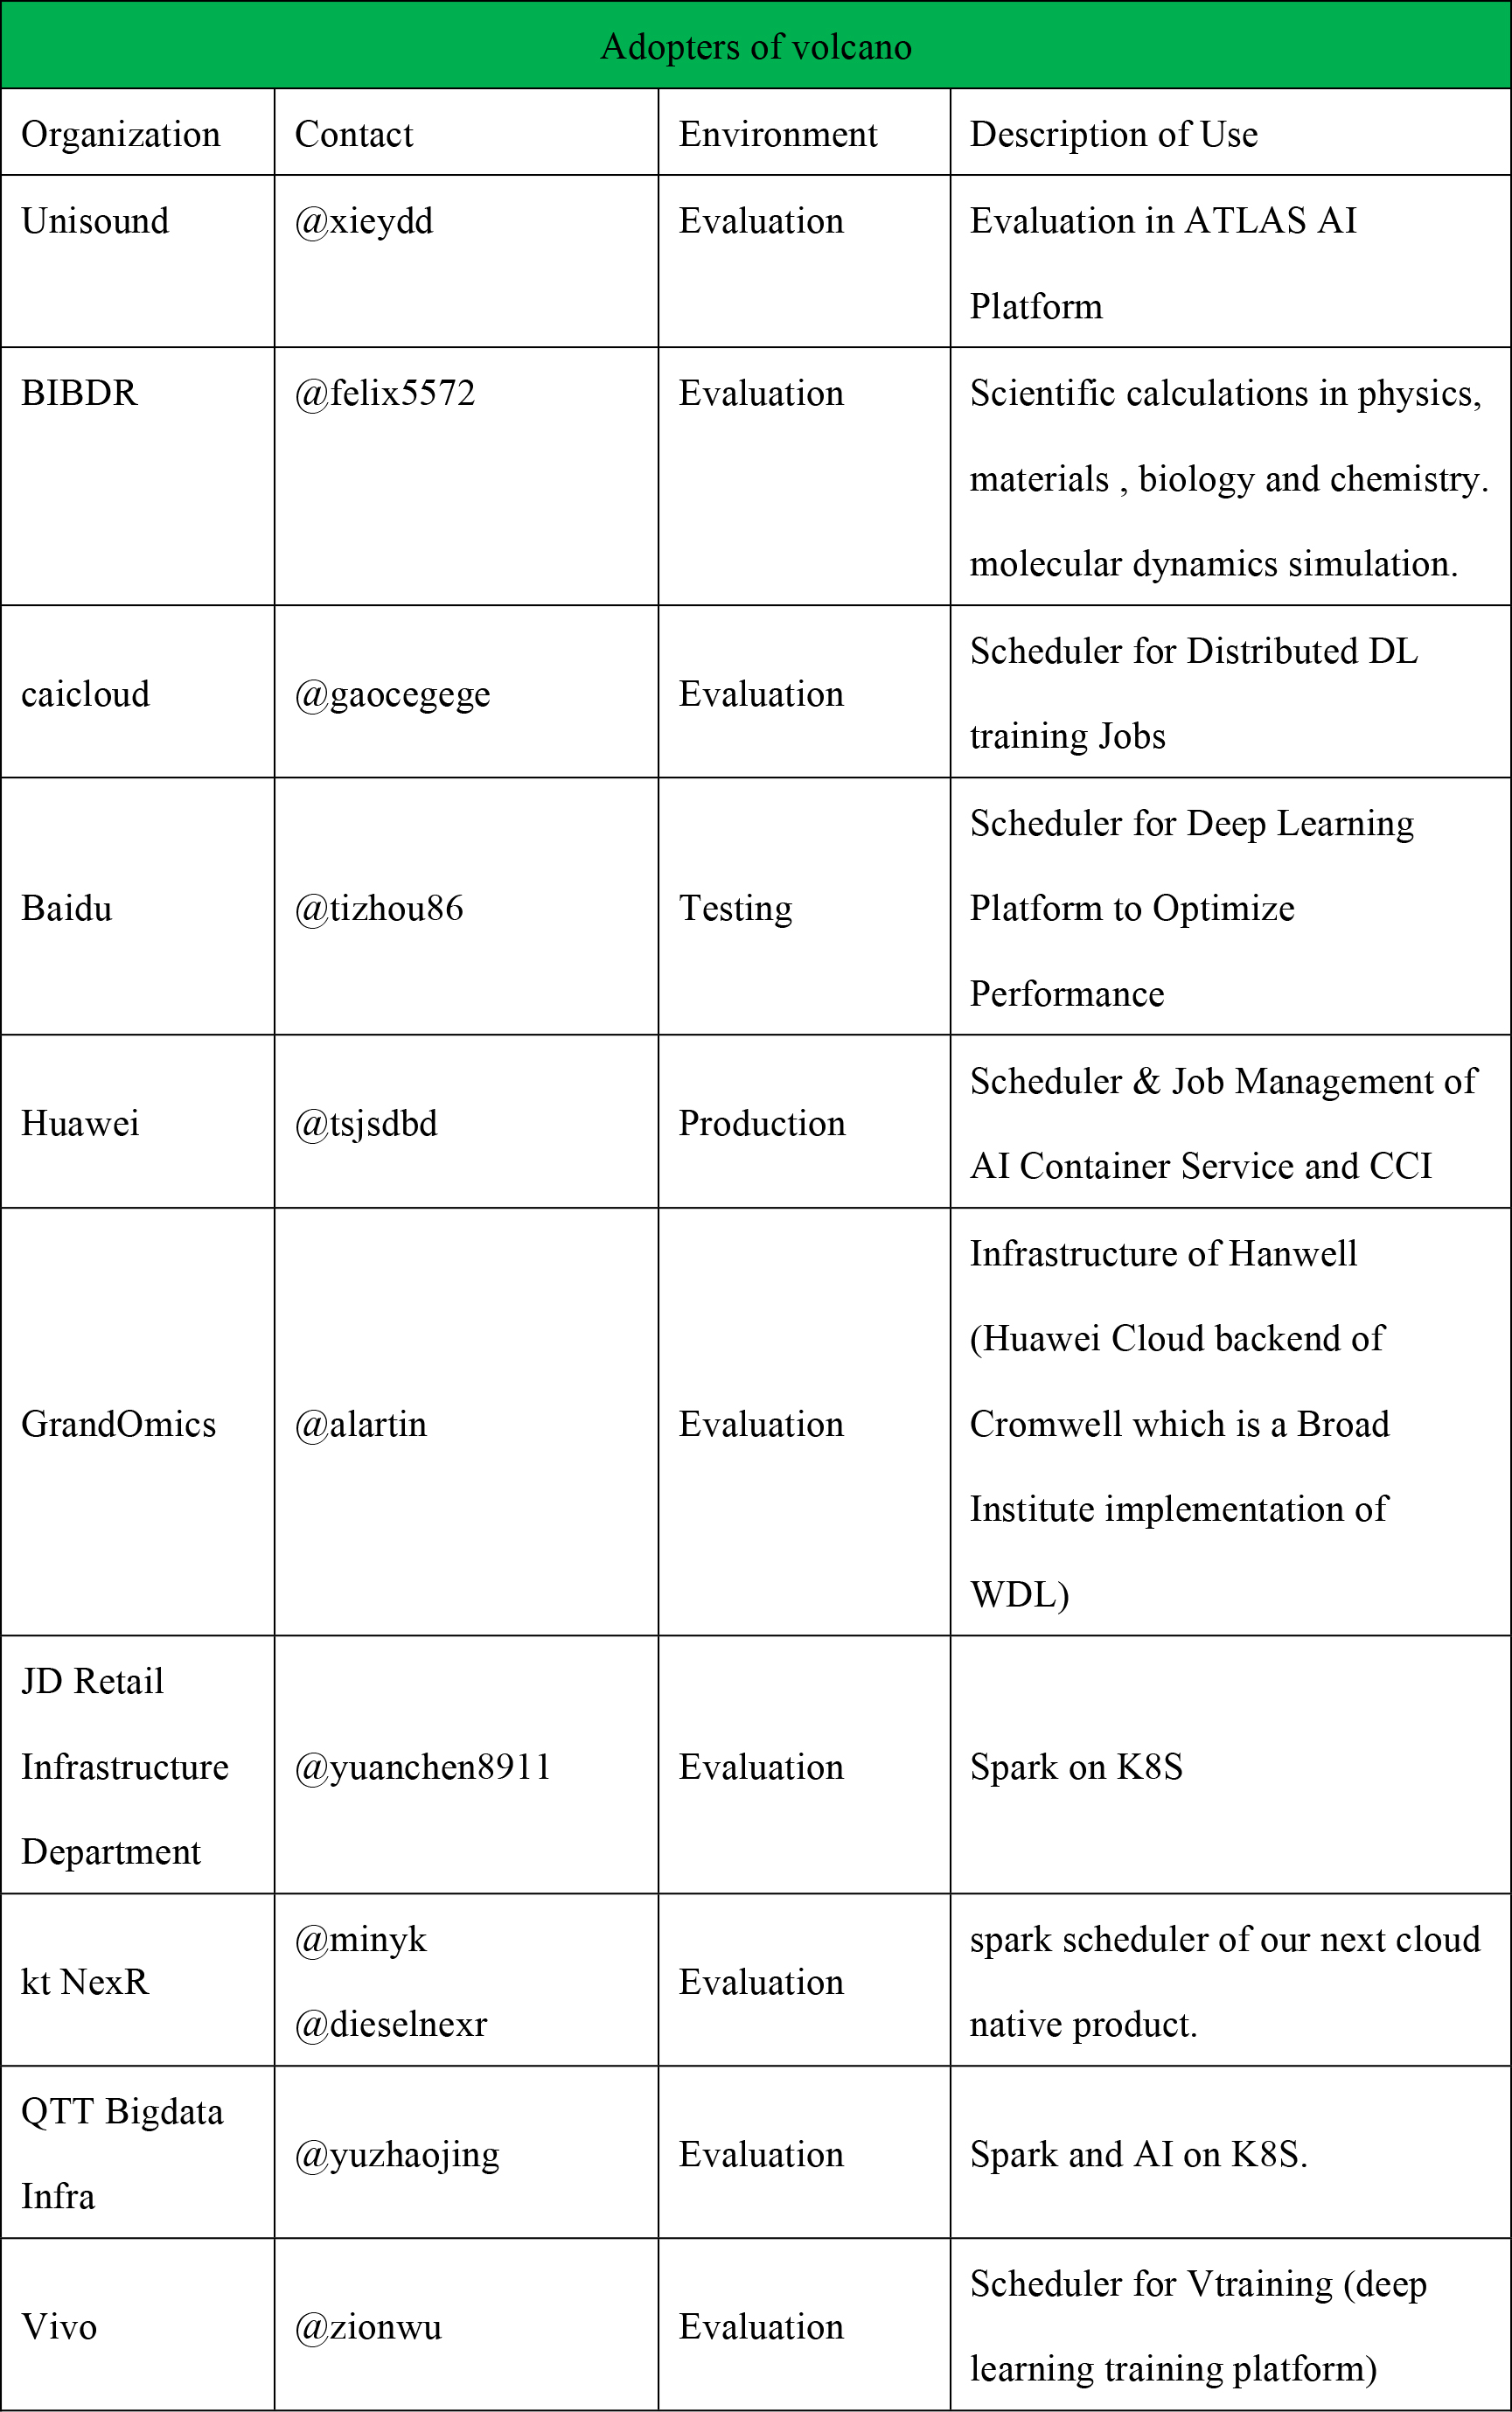 Adopters of volcano
Organization Contact Environment Description of Use
Unisound @xieydd Evaluation Evaluation in ATLAS AI
Platform
BIBDR @felix5572 Evaluation Scientific calculations in physics,
materials , biology and chemistry.
molecular dynamics simulation.
caicloud @gaocegege Evaluation Scheduler for Distributed DL
training Jobs
Baidu @tizhou86 Testing Scheduler for Deep Learning
Platform to Optimize
Performance
Huawei @tsjsdbd Production Scheduler & Job Management of
AI Container Service and CCI
GrandOmics @alartin Evaluation Infrastructure of Hanwell
(Huawei Cloud backend of
Cromwell which is a Broad
Institute implementation of
WDL)
JD Retail
Infrastructure
Department @yuanchen8911 Evaluation Spark on K8S
kt NexR @minyk
@dieselnexr Evaluation spark scheduler of our next cloud
native product.
QTT Bigdata
Infra @yuzhaojing Evaluation Spark and AI on K8S.
Vivo @zionwu Evaluation Scheduler for Vtraining (deep
learning training platform)